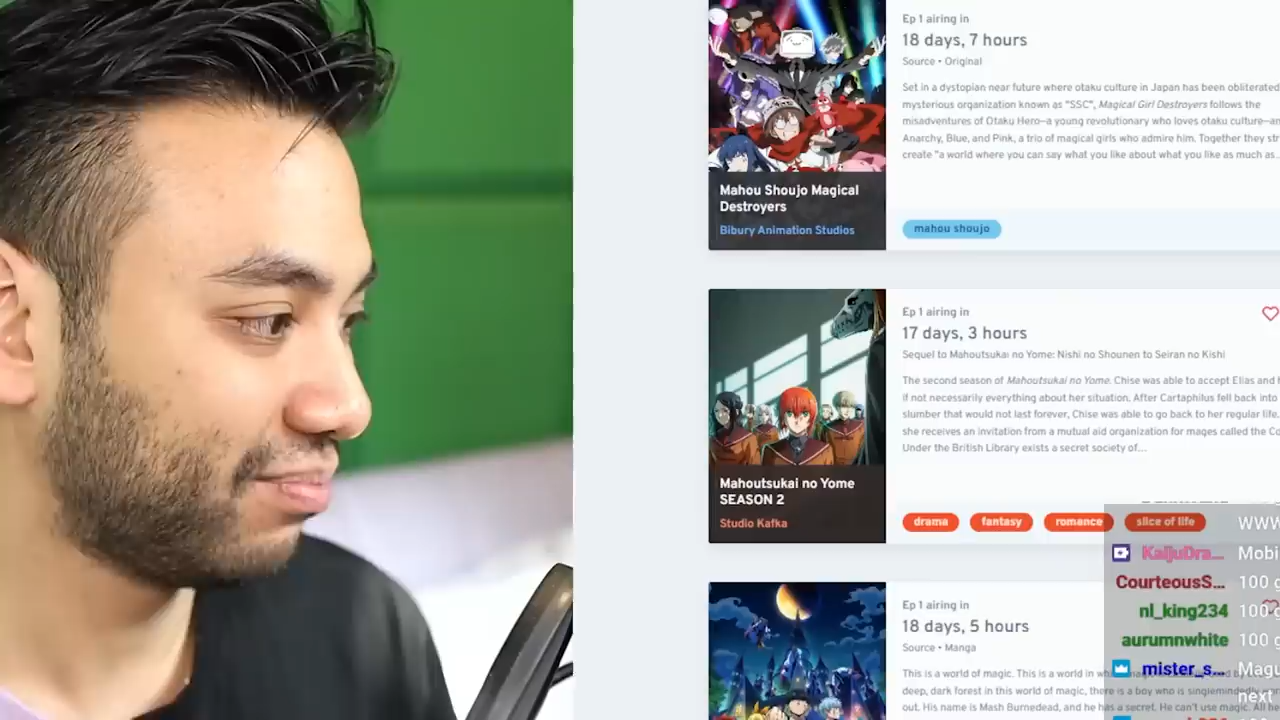 Ep 1 airing in
18 days, 7 hours
Source • Original
Set in a dystopian near future where otaku culture in Japan has been obliterated
mysterious organization known as "SSC", Magical Girl Destroyers follows the
misadventures of Otaku Hero—a young revolutionary who loves otaku culture—an
Anarchy, Blue, and Pink, a trio of magical girls who admire him. Together they str
create "a world where you can say what you like about what you like as much as...
Mahou Shoujo Magical
Destroyers
Bibury Animation Studios
mahou shoujo
Ep 1 airing in
17 days, 3 hours
Sequel to Mahoutsukai no Yome: Nishi no Shounen to Seiran no Kishi
The second season of Mahoutsukai no Yome. Chise was able to accept Elias and h
if not necessarily everything about her situation. After Cartaphilus fell back into
slumber that would not last forever, Chise was able to go back to her regular life.
she receives an invitation from a mutual aid organization for mages called the Co
Under the British Library exists a secret society of...
Mahoutsukai no Yome
SEASON 2
Studio Kafka
drama fantasy romance slice of life
Ep 1 airing in
18 days, 5 hours
Source • Manga
This is a world of magic. This is a world in
deep, dark forest in this world of magic, there is a boy who is singlemindedly
out. His name is Mash Burnedead, and he has a secret. He can't use magic. All he
WWW
KaijuDra... Mobi
CourteousS... 100 g
nl_king234 100 g
aurumnwhite 100 g
mister_s... Magu
next